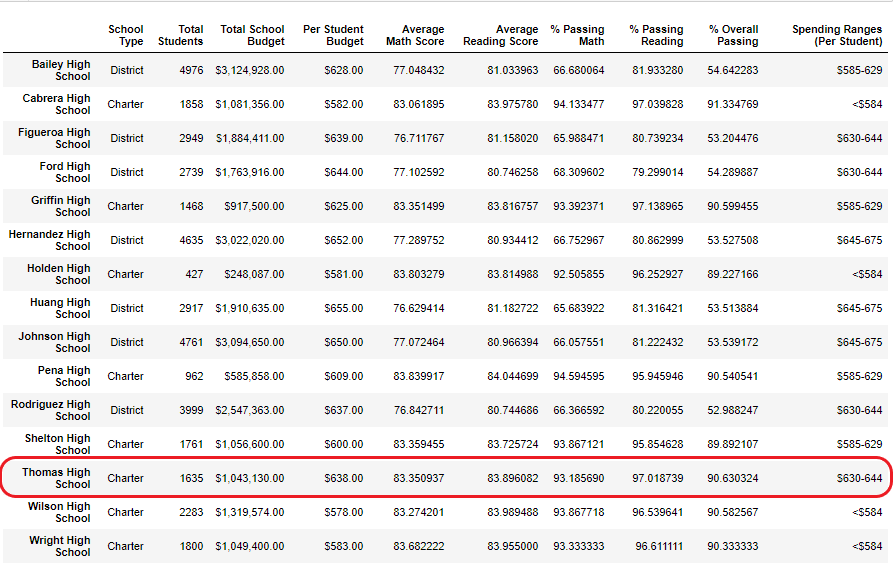 School Type Total Students Total School Budget Per Student Budget Average Math Score Average Reading Score % Passing Math % Passing Reading % Overall Passing Spending Ranges (Per Student)
Bailey High School District 4976 $3,124,928.00 $628.00 77.048432 81.033963 66.680064 81.933280 54.642283 $585-629
Cabrera High School Charter 1858 $1,081,356.00 $582.00 83.061895 83.975780 94.133477 97.039828 91.334769 <$584
Figueroa High School District 2949 $1,884,411.00 $639.00 76.711767 81.158020 65.988471 80.739234 53.204476 $630-644
Ford High School District 2739 $1,763,916.00 $644.00 77.102592 80.746258 68.309602 79.299014 54.289887 $630-644
Griffin High School Charter 1468 $917,500.00 $625.00 83.351499 83.816757 93.392371 97.138965 90.599455 $585-629
Hernandez High School District 4635 $3,022,020.00 $652.00 77.289752 80.934412 66.752967 80.862999 53.527508 $645-675
Holden High School Charter 427 $248,087.00 $581.00 83.803279 83.814988 92.505855 96.252927 89.227166 <$584
Huang High School District 2917 $1,910,635.00 $655.00 76.629414 81.182722 65.683922 81.316421 53.513884 $645-675
Johnson High School District 4761 $3,094,650.00 $650.00 77.072464 80.966394 66.057551 81.222432 53.539172 $645-675
Pena High School Charter 962 $585,858.00 $609.00 83.839917 84.044699 94.594595 95.945946 90.540541 $585-629
Rodriguez High School District 3999 $2,547,363.00 $637.00 76.842711 80.744686 66.366592 80.220055 52.988247 $630-644
Shelton High School Charter 1761 $1,056,600.00 $600.00 83.359455 83.725724 93.867121 95.854628 89.892107 $585-629
Thomas High School Charter 1635 $1,043,130.00 $638.00 83.350937 83.896082 93.185690 97.018739 90.630324 $630-644
Wilson High School Charter 2283 $1,319,574.00 $578.00 83.274201 83.989488 93.867718 96.539641 90.582567 <$584
Wright High School Charter 1800 $1,049,400.00 $583.00 83.682222 83.955000 93.333333 96.611111 90.333333 <$584